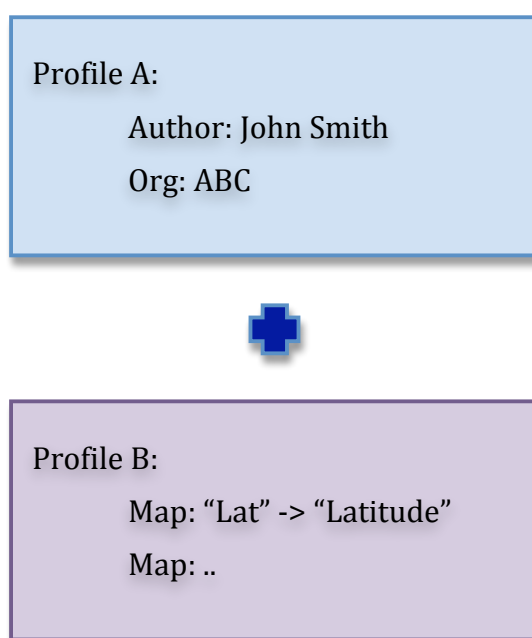 Profile A:
Author: John Smith
Org: ABC
Profile B:
Map: “Lat” -> “Latitude”
Map: ..